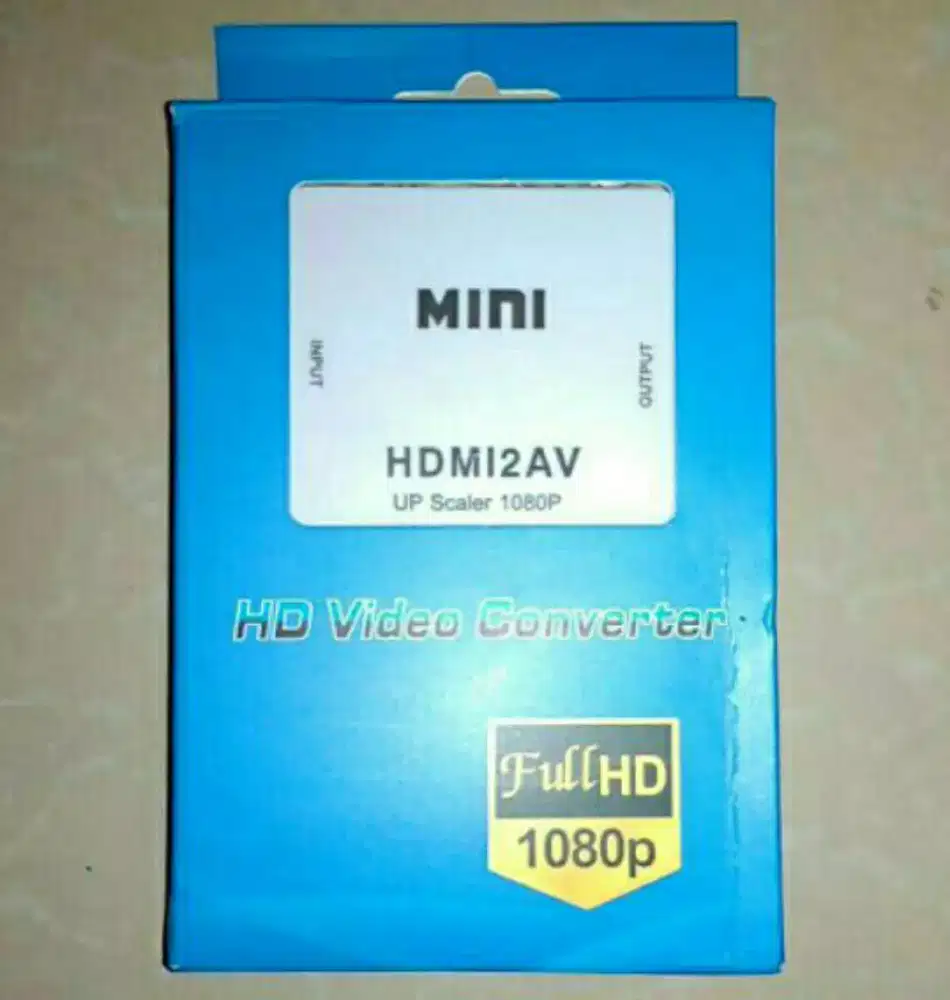 MINI
INPUT
OUTPUT
HDMI2AV
UP Scaler 1080P
HD Video Converter
Full HD
1080p